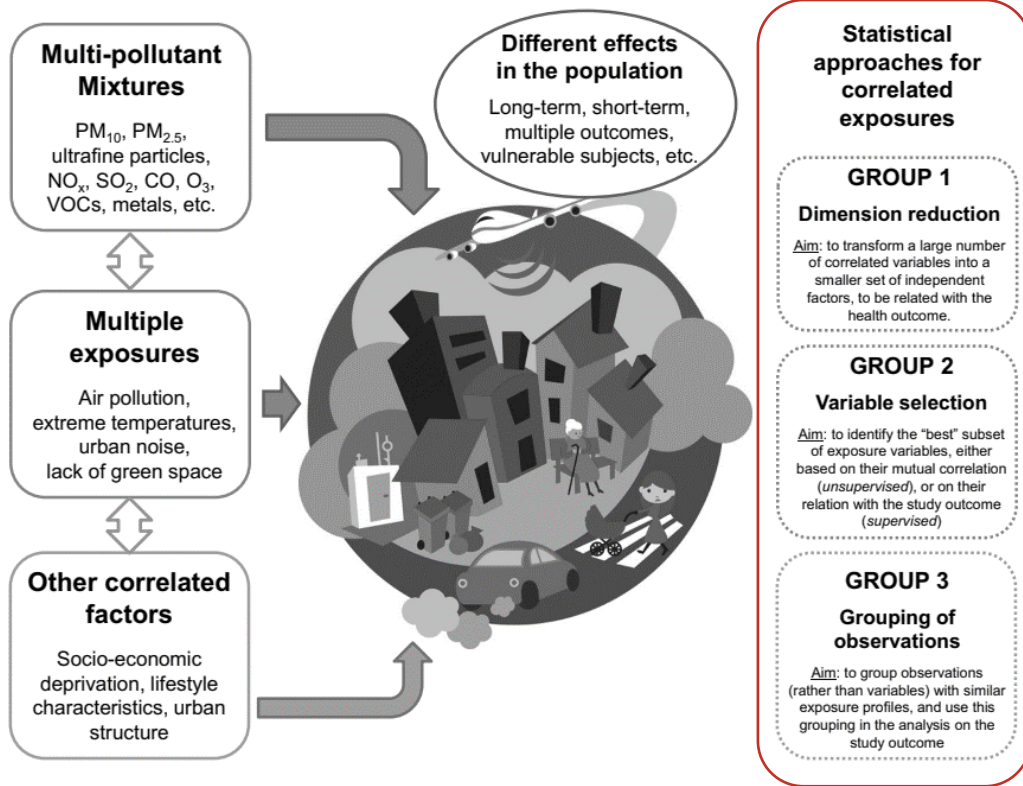 Multi-pollutant
Mixtures
PM10, PM2.5,
ultrafine particles,
NOx, SO2, CO, O3,
VOCs, metals, etc.
Multiple
exposures
Air pollution,
extreme temperatures,
urban noise,
lack of green space
Other correlated
factors
Socio-economic
deprivation, lifestyle
characteristics, urban
structure
Different effects
in the population
Long-term, short-term,
multiple outcomes,
vulnerable subjects, etc.
Statistical
approaches for
correlated
exposures
GROUP 1
Dimension reduction
Aim: to transform a large number
of correlated variables into a
smaller set of independent
factors, to be related with the
health outcome.
GROUP 2
Variable selection
Aim: to identify the “best” subset
of exposure variables, either
based on their mutual correlation
(unsupervised), or on their
relation with the study outcome
(supervised)
GROUP 3
Grouping of
observations
Aim: to group observations
(rather than variables) with similar
exposure profiles, and use this
grouping in the analysis on the
study outcome